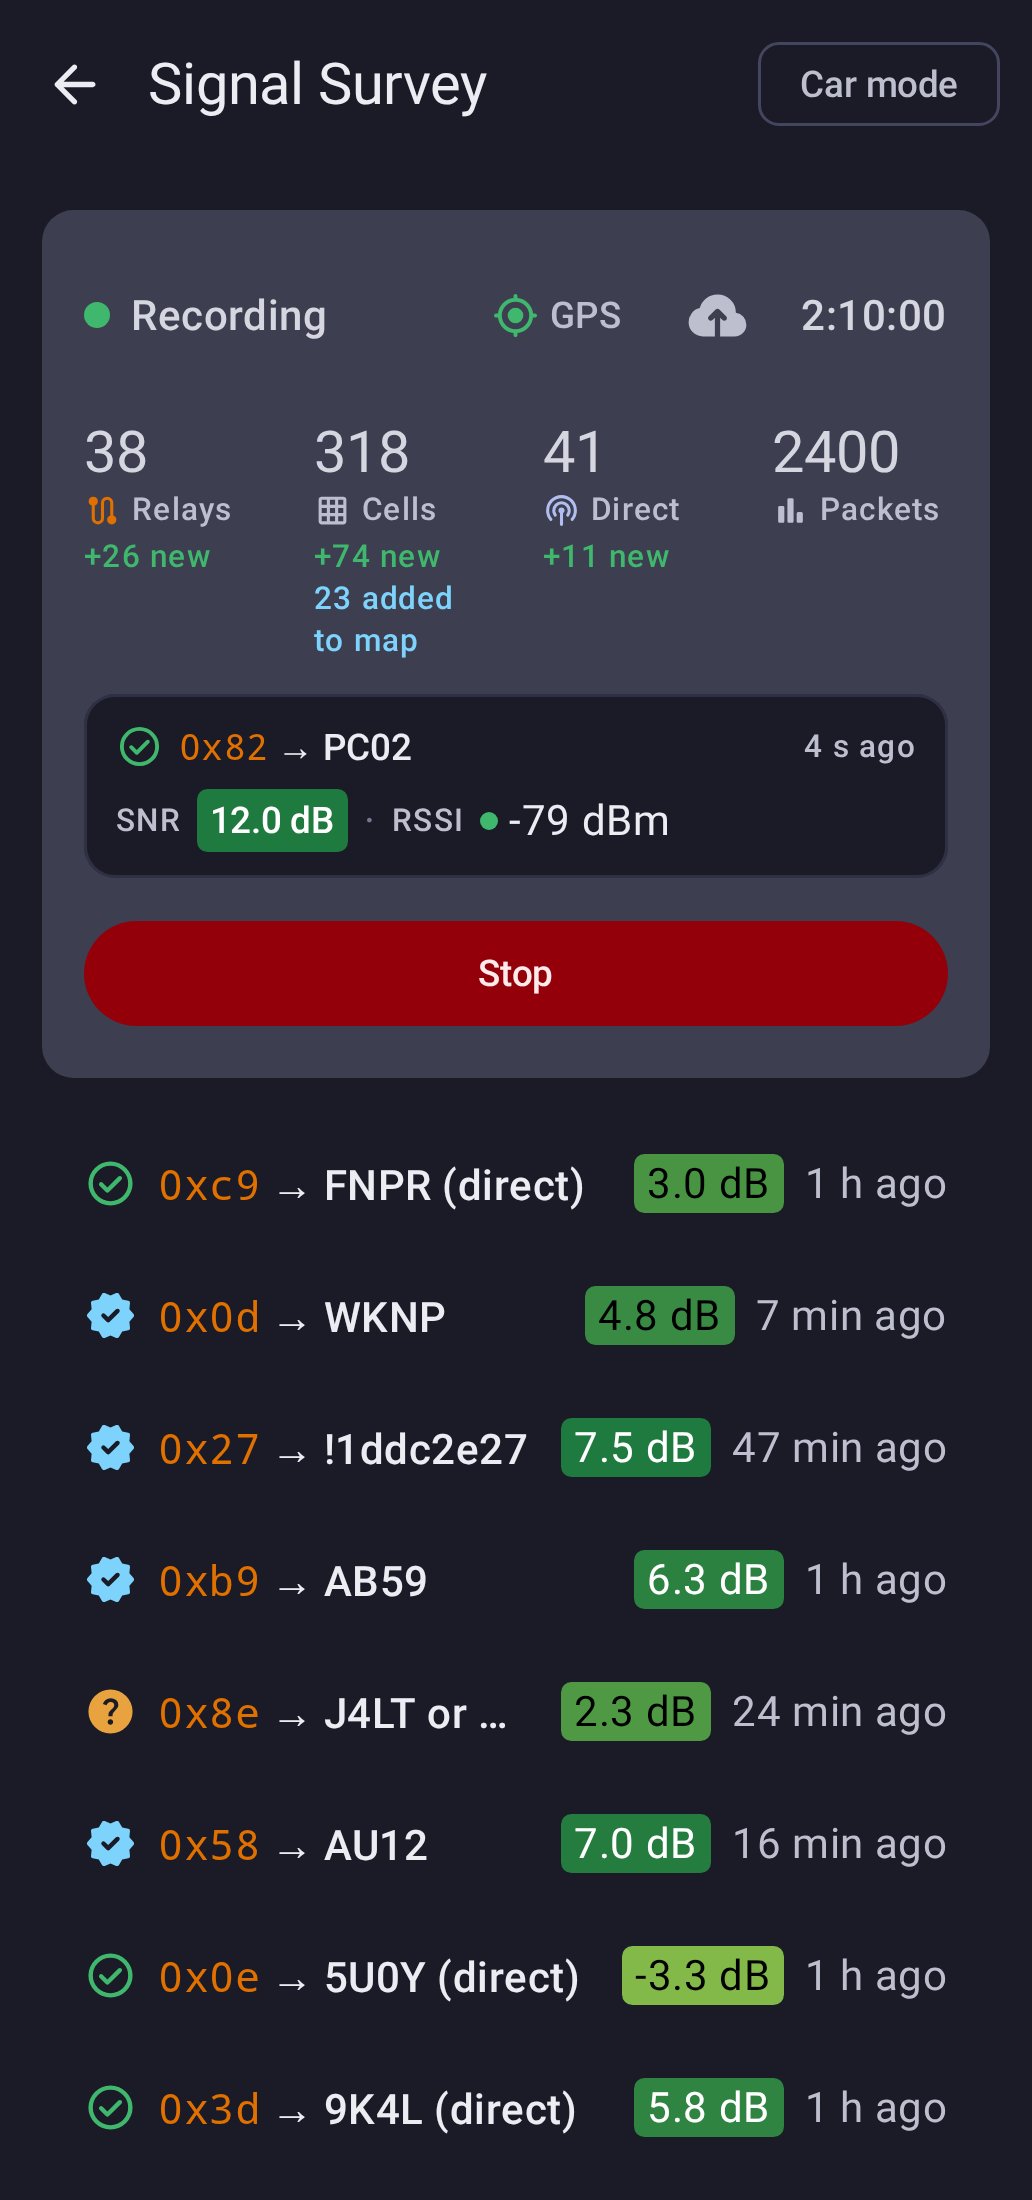 Signal Survey
Car mode
Recording
GPS
2:10:00
38
318
41
2400
Relays
Cells
Direct
Packets
+26 new
+74 new
+11 new
23 added
to map
0x82 → PC02
4 s ago
SNR 12.0 dB · RSSI -79 dBm
Stop
0xc9 → FNPR (direct) 3.0 dB 1 h ago
0x0d → WKNP 4.8 dB 7 min ago
0x27 → !1ddc2e27 7.5 dB 47 min ago
0xb9 → AB59 6.3 dB 1 h ago
0x8e → J4LT or ... 2.3 dB 24 min ago
0x58 → AU12 7.0 dB 16 min ago
0x0e → 5U0Y (direct) -3.3 dB 1 h ago
0x3d → 9K4L (direct) 5.8 dB 1 h ago